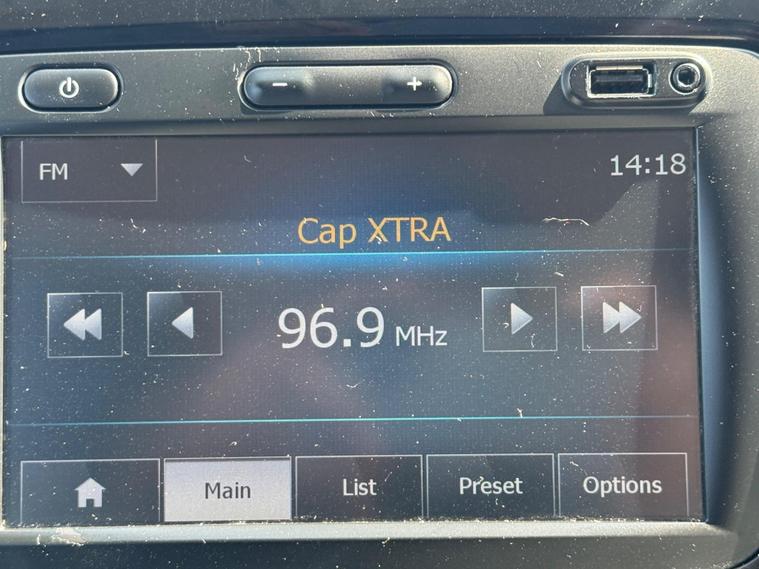 − +
FM 14:18
Cap XTRA
96.9 MHz
Main List Preset Options